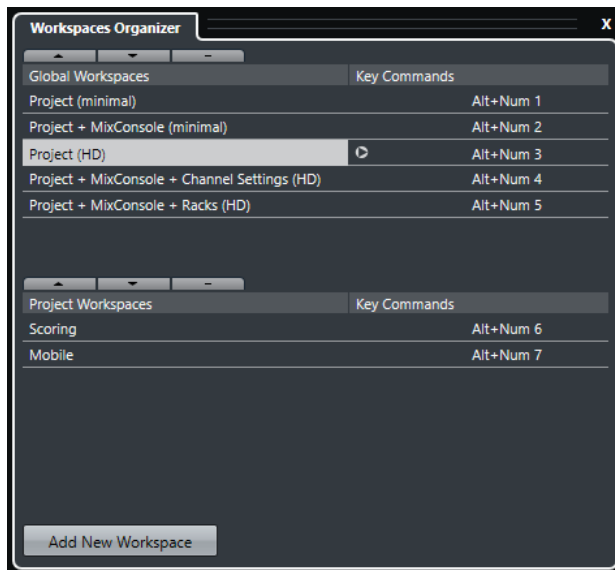 Workspaces Organizer X
Global Workspaces Key Commands
Project (minimal) Alt+Num 1
Project + MixConsole (minimal) Alt+Num 2
Project (HD) Alt+Num 3
Project + MixConsole + Channel Settings (HD) Alt+Num 4
Project + MixConsole + Racks (HD) Alt+Num 5
Project Workspaces Key Commands
Scoring Alt+Num 6
Mobile Alt+Num 7
Add New Workspace